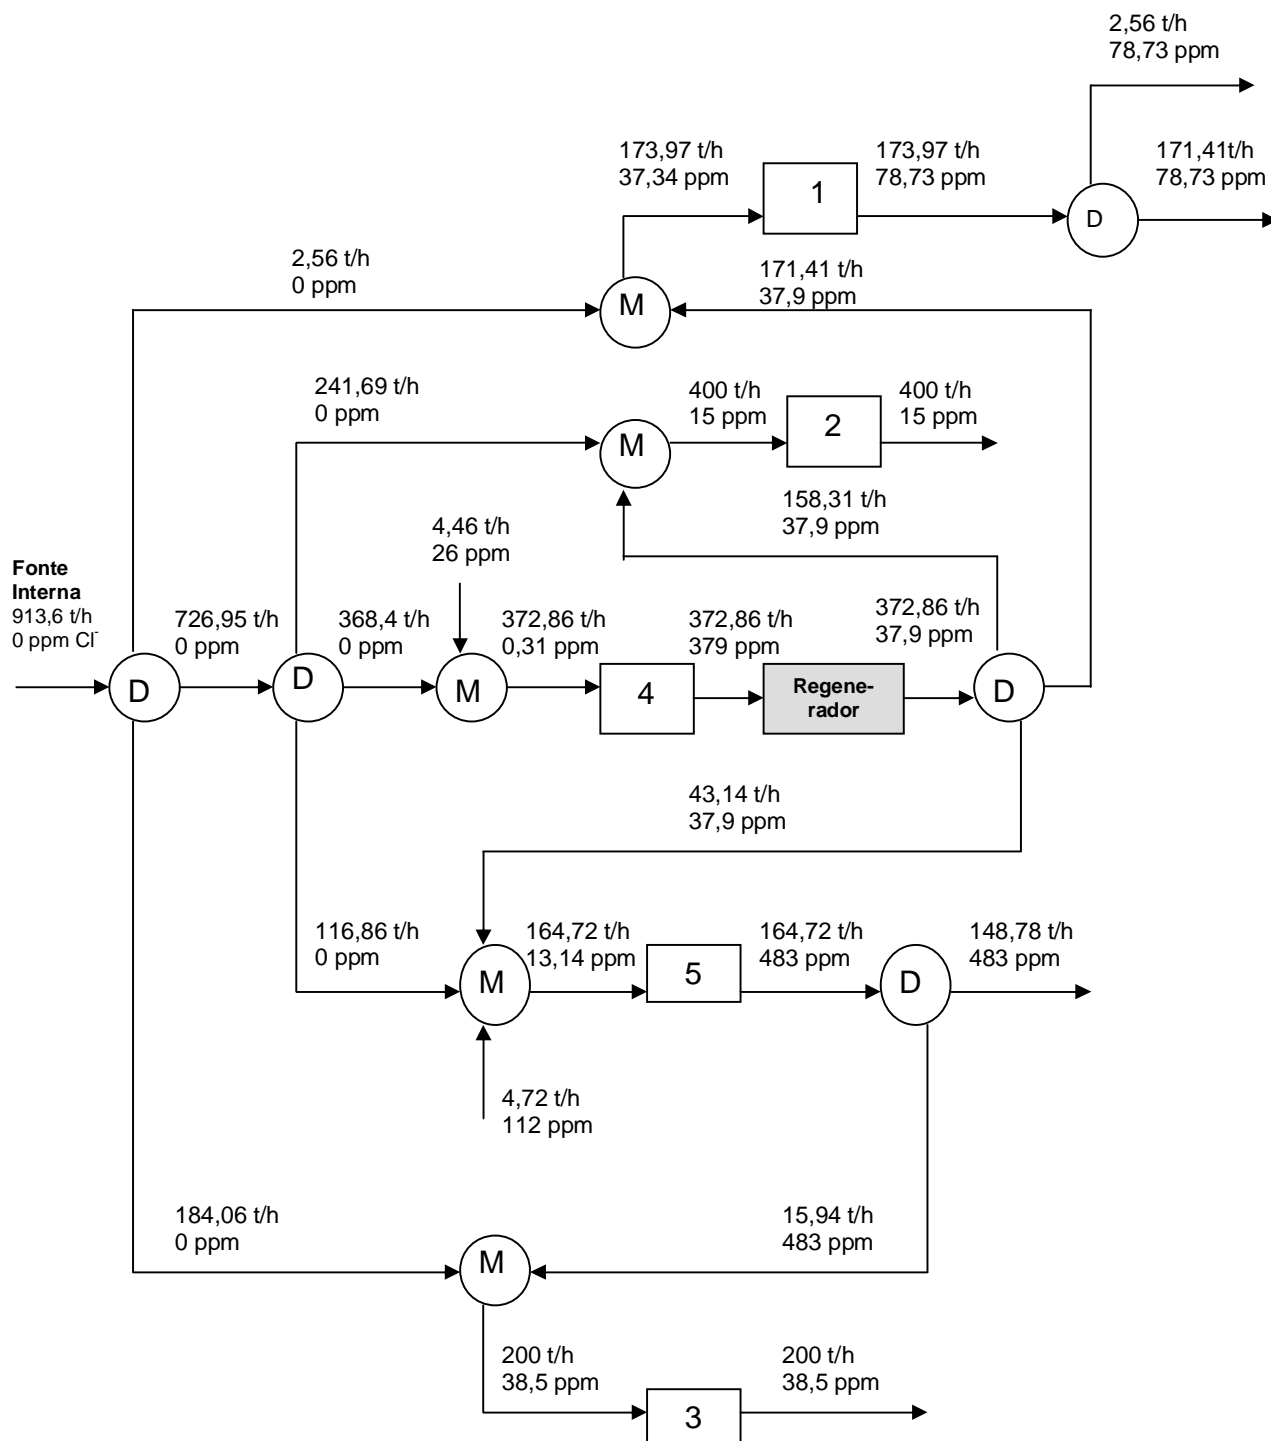 2,56 t/h
78,73 ppm
173,97 t/h
37,34 ppm
1
173,97 t/h
78,73 ppm
171,41t/h
78,73 ppm
D
2,56 t/h
0 ppm
M
171,41 t/h
37,9 ppm
241,69 t/h
0 ppm
M
400 t/h
15 ppm
2
400 t/h
15 ppm
158,31 t/h
37,9 ppm
4,46 t/h
26 ppm
Fonte
Interna
913,6 t/h
0 ppm Cl-
D
726,95 t/h
0 ppm
D
368,4 t/h
0 ppm
M
372,86 t/h
0,31 ppm
4
372,86 t/h
379 ppm
Regene-
rador
372,86 t/h
37,9 ppm
D
43,14 t/h
37,9 ppm
116,86 t/h
0 ppm
M
164,72 t/h
13,14 ppm
5
164,72 t/h
483 ppm
D
148,78 t/h
483 ppm
4,72 t/h
112 ppm
184,06 t/h
0 ppm
M
15,94 t/h
483 ppm
200 t/h
38,5 ppm
3
200 t/h
38,5 ppm